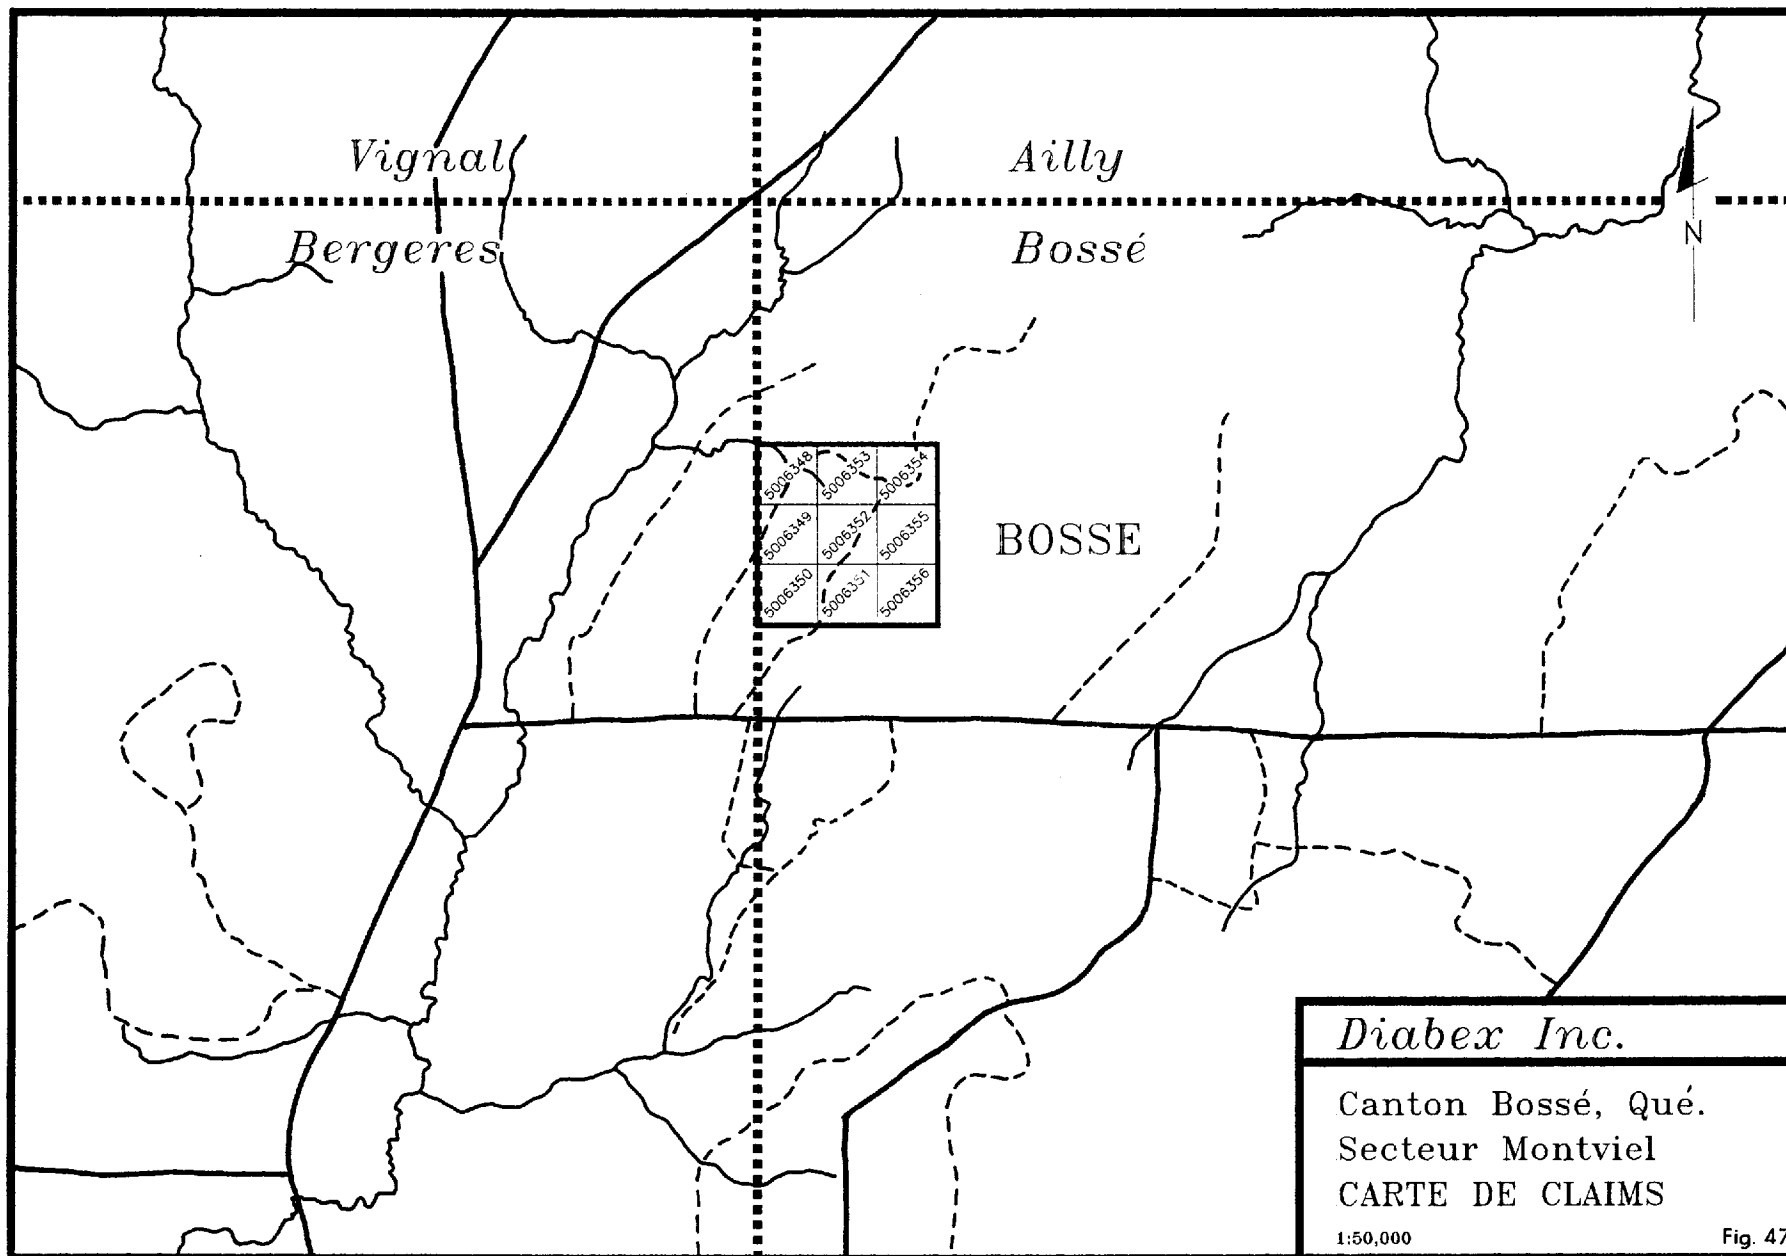 Vignal
Ailly
Bergeres
Bossé
N
5006348
5006353
5006354
5006349
5006352
5006355
BOSSE
5006350
5006351
5006356
Diabex Inc.
Canton Bossé, Qué.
Secteur Montviel
CARTE DE CLAIMS
1:50,000
Fig. 47